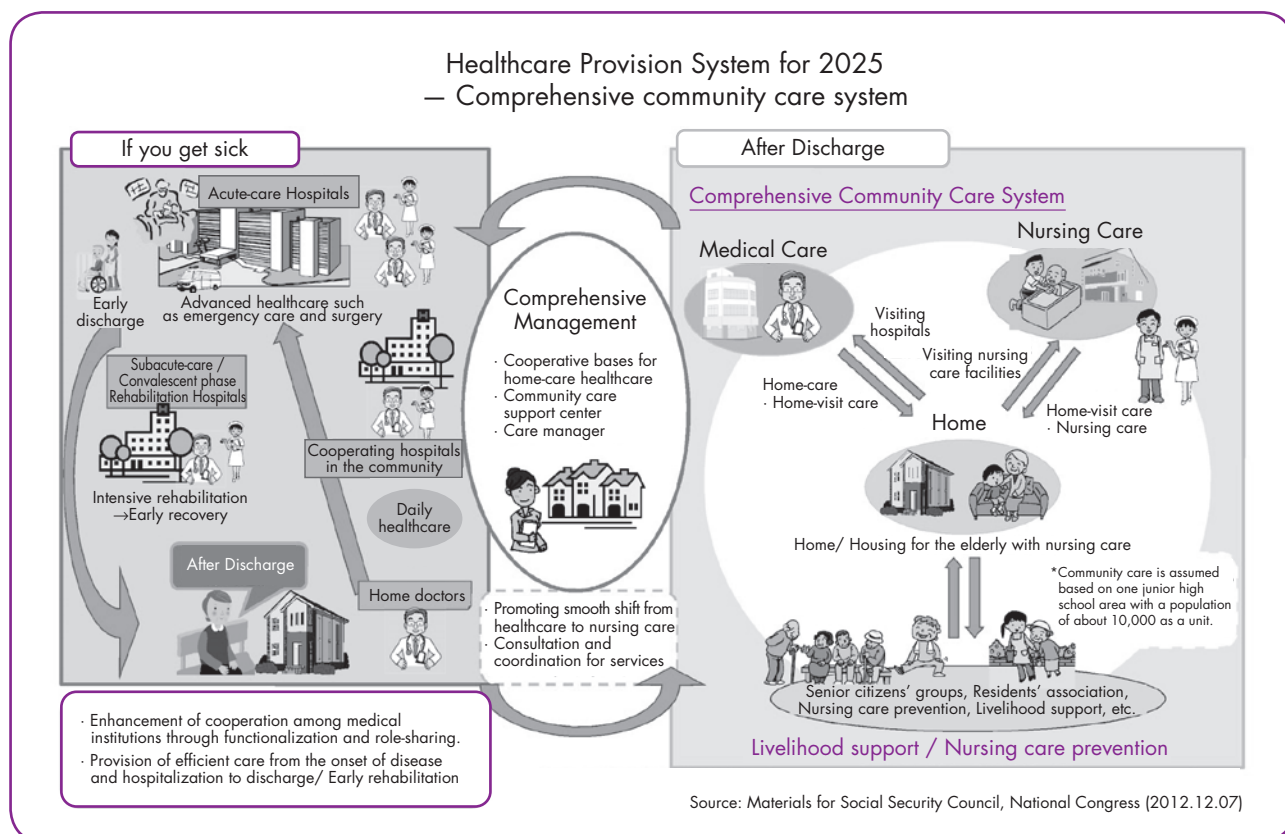 Healthcare Provision System for 2025
— Comprehensive community care system
If you get sick
Acute-care Hospitals
Early
discharge
Advanced healthcare such
as emergency care and surgery
Subacute-care /
Convalescent phase
Rehabilitation Hospitals
Intensive rehabilitation
→Early recovery
Cooperating hospitals
in the community
Daily
healthcare
After Discharge
Home doctors
· Enhancement of cooperation among medical
institutions through functionalization and role-sharing.
· Provision of efficient care from the onset of disease
and hospitalization to discharge/ Early rehabilitation
Comprehensive
Management
· Cooperative bases for
home-care healthcare
· Community care
support center
· Care manager
· Promoting smooth shift from
healthcare to nursing care
· Consultation and
coordination for services
After Discharge
Comprehensive Community Care System
Medical Care
Nursing Care
Visiting
hospitals
Visiting nursing
care facilities
Home-care
· Home-visit care
Home-visit care
· Nursing care
Home
Home/ Housing for the elderly with nursing care
*Community care is assumed
based on one junior high
school area with a population
of about 10,000 as a unit.
Senior citizens' groups, Residents' association,
Nursing care prevention, Livelihood support, etc.
Livelihood support / Nursing care prevention
Source: Materials for Social Security Council, National Congress (2012.12.07)